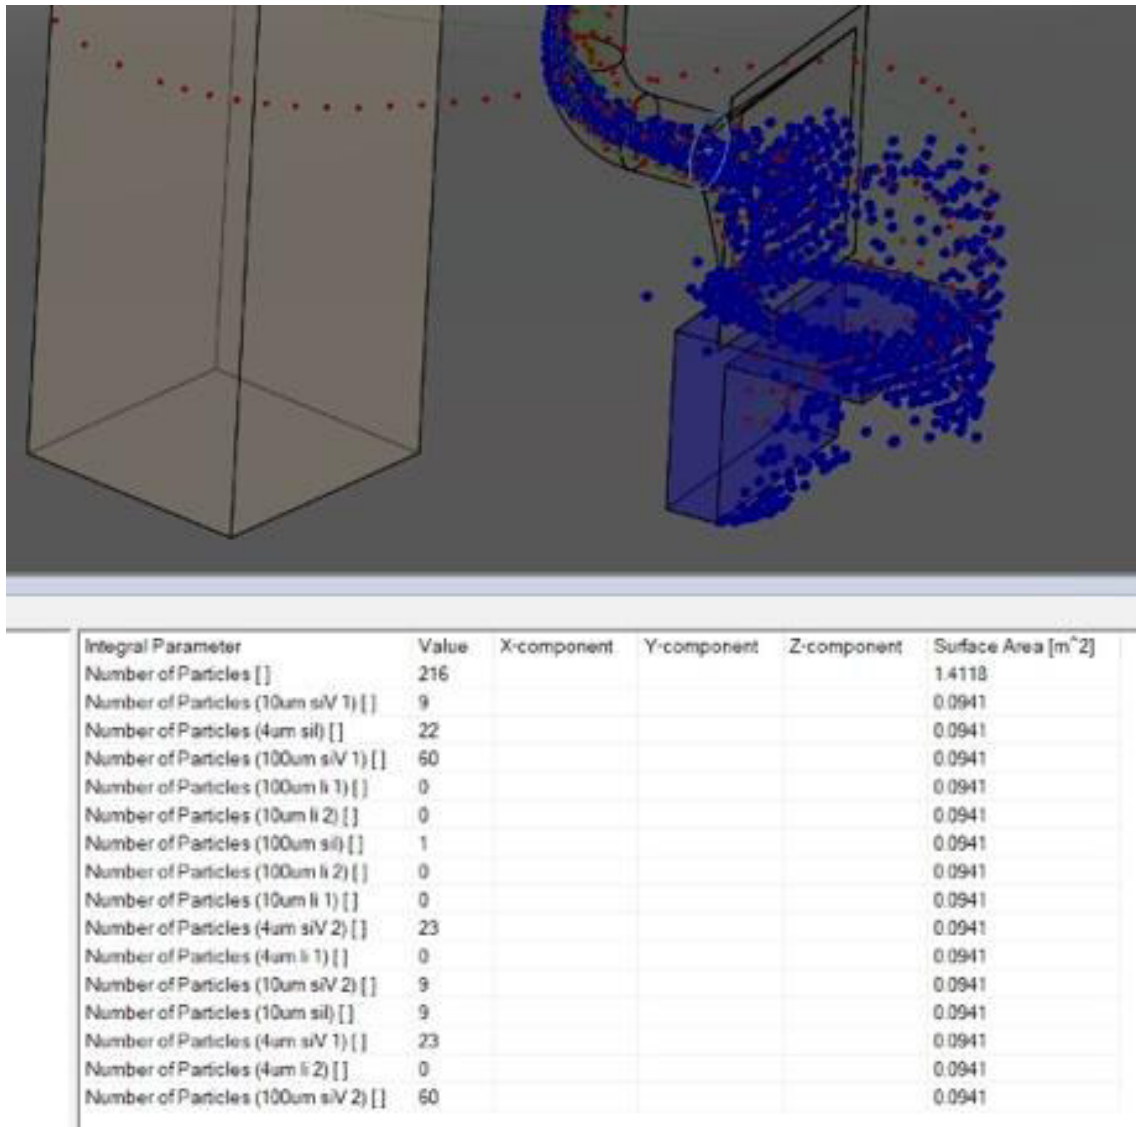 Integral Parameter Value X-component Y-component Z-component Surface Area [m^2]
Number of Particles [ ] 216 1.4118
Number of Particles (10um siV 1) [ ] 9 0.0941
Number of Particles (4um sil) [ ] 22 0.0941
Number of Particles (100um siV 1) [ ] 60 0.0941
Number of Particles (100um li 1) [ ] 0 0.0941
Number of Particles (10um li 2) [ ] 0 0.0941
Number of Particles (100um sil) [ ] 1 0.0941
Number of Particles (100um li 2) [ ] 0 0.0941
Number of Particles (10um li 1) [ ] 0 0.0941
Number of Particles (4um siV 2) [ ] 23 0.0941
Number of Particles (4um li 1) [ ] 0 0.0941
Number of Particles (10um siV 2) [ ] 9 0.0941
Number of Particles (10um sil) [ ] 9 0.0941
Number of Particles (4um siV 1) [ ] 23 0.0941
Number of Particles (4um li 2) [ ] 0 0.0941
Number of Particles (100um siV 2) [ ] 60 0.0941